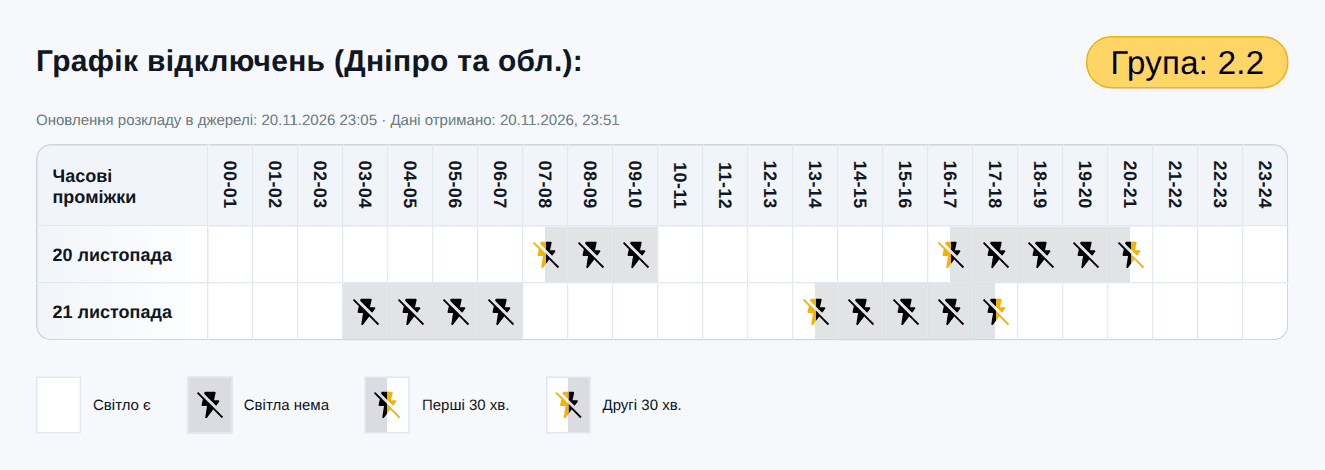 Графік відключень (Дніпро та обл.):
Група: 2.2
Оновлення розкладу в джерелі: 20.11.2026 23:05 · Дані отримано: 20.11.2026, 23:51
Часові
проміжки
00-01
01-02
02-03
03-04
04-05
05-06
06-07
07-08
08-09
09-10
10-11
11-12
12-13
13-14
14-15
15-16
16-17
17-18
18-19
19-20
20-21
21-22
22-23
23-24
20 листопада
21 листопада
Світло є
Світла нема
Перші 30 хв.
Другі 30 хв.